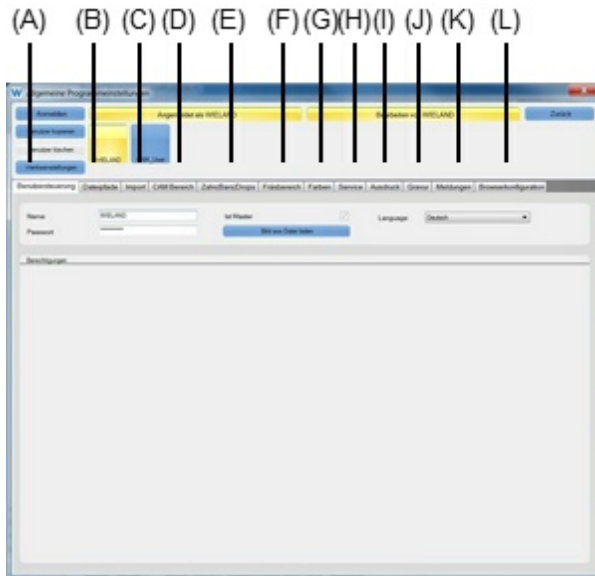 (A) (B) (C) (D) (E) (F) (G) (H) (I) (J) (K) (L)
Allgemeine Programmeinstellungen
Anmelden Angemeldet als WIELAND Bearbeiten von WIELAND Zurück
Benutzer kopieren
Benutzer löschen
Werkseinstellungen WIELAND User
Benutzersteuerung Dateipfade Import CAM Bereich Zahn/Bars/Drops Fräsbereich Farben Service Ausdruck Gravur Meldungen Browserkonfiguration
Name WIELAND Ist Master Language Deutsch
Passwort Bild aus Datei laden
Berechtigungen